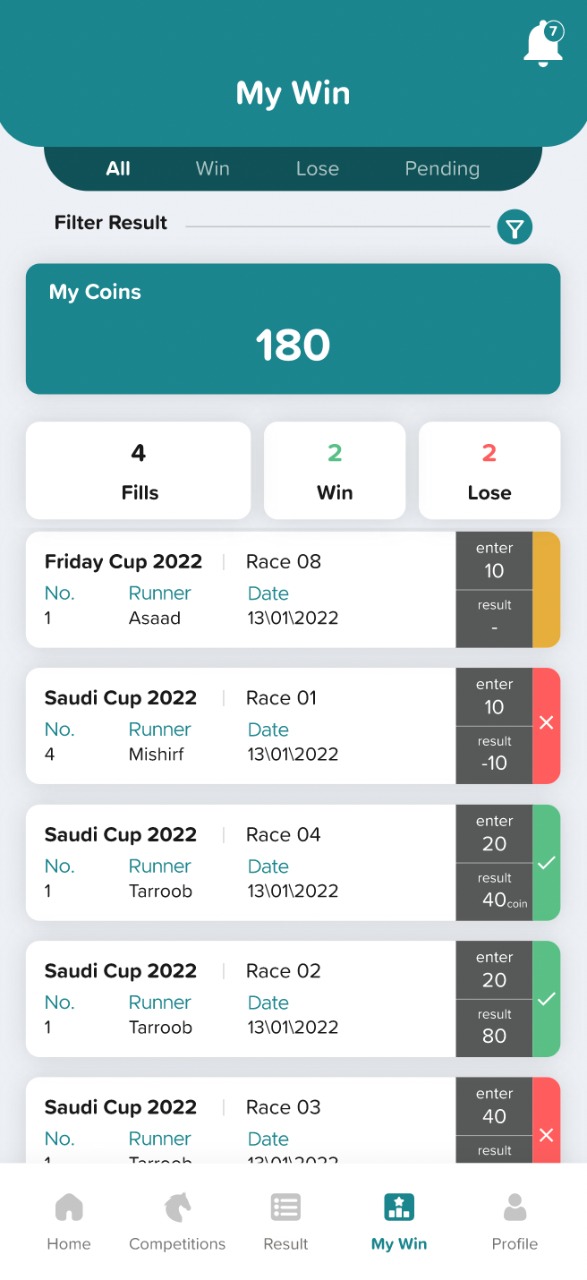 7
My Win
All Win Lose Pending
Filter Result
My Coins
180
4
Fills
2
Win
2
Lose
Friday Cup 2022 Race 08
No. Runner Date
1 Asaad 13\01\2022
enter
10
result
-
Saudi Cup 2022 Race 01
No. Runner Date
4 Mishirf 13\01\2022
enter
10
result
-10
Saudi Cup 2022 Race 04
No. Runner Date
1 Tarroob 13\01\2022
enter
20
result
40coin
Saudi Cup 2022 Race 02
No. Runner Date
1 Tarroob 13\01\2022
enter
20
result
80
Saudi Cup 2022 Race 03
No. Runner Date
1 Tarroob 13\01\2022
enter
40
result
Home Competitions Result My Win Profile